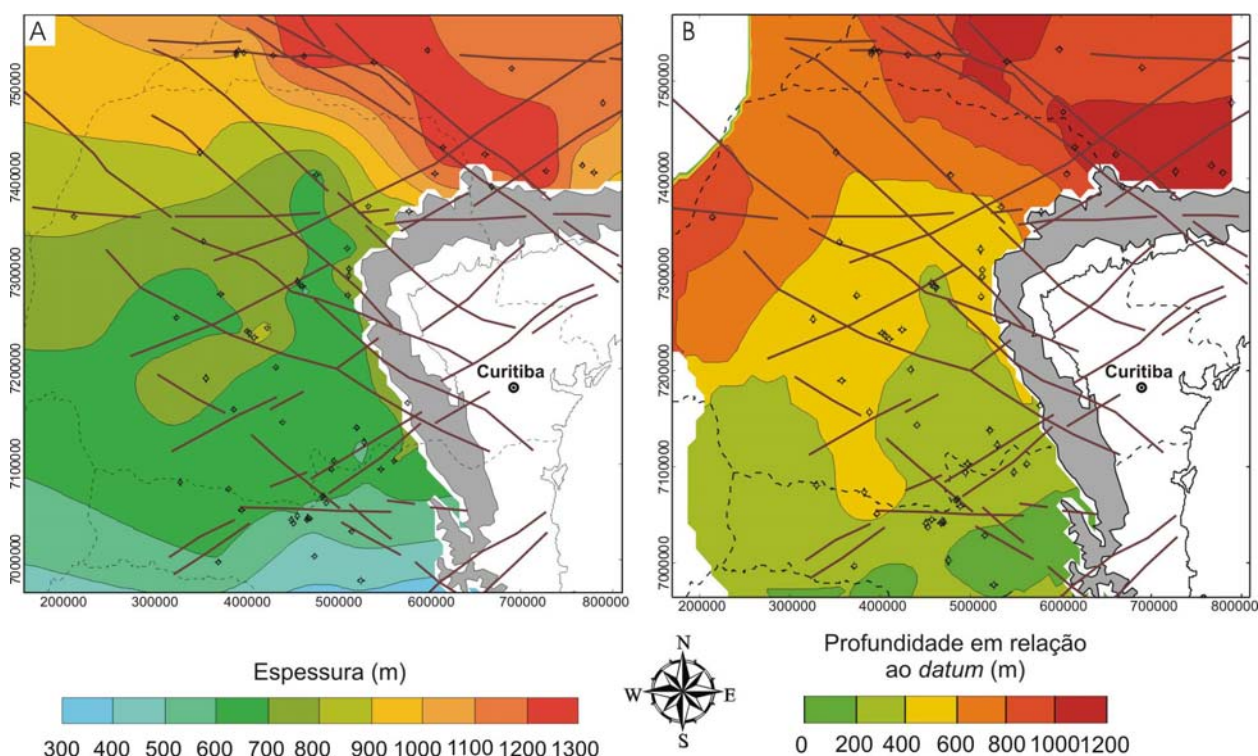 A
B
7500000
7400000
7300000
7200000
7100000
7000000
200000 300000 400000 500000 600000 700000 800000
Curitiba
7500000
7400000
7300000
7200000
7100000
7000000
200000 300000 400000 500000 600000 700000 800000
Curitiba
Espessura (m)
300 400 500 600 700 800 900 1000 1100 1200 1300
N
W E
S
Profundidade em relação
ao datum (m)
0 200 400 600 800 1000 1200